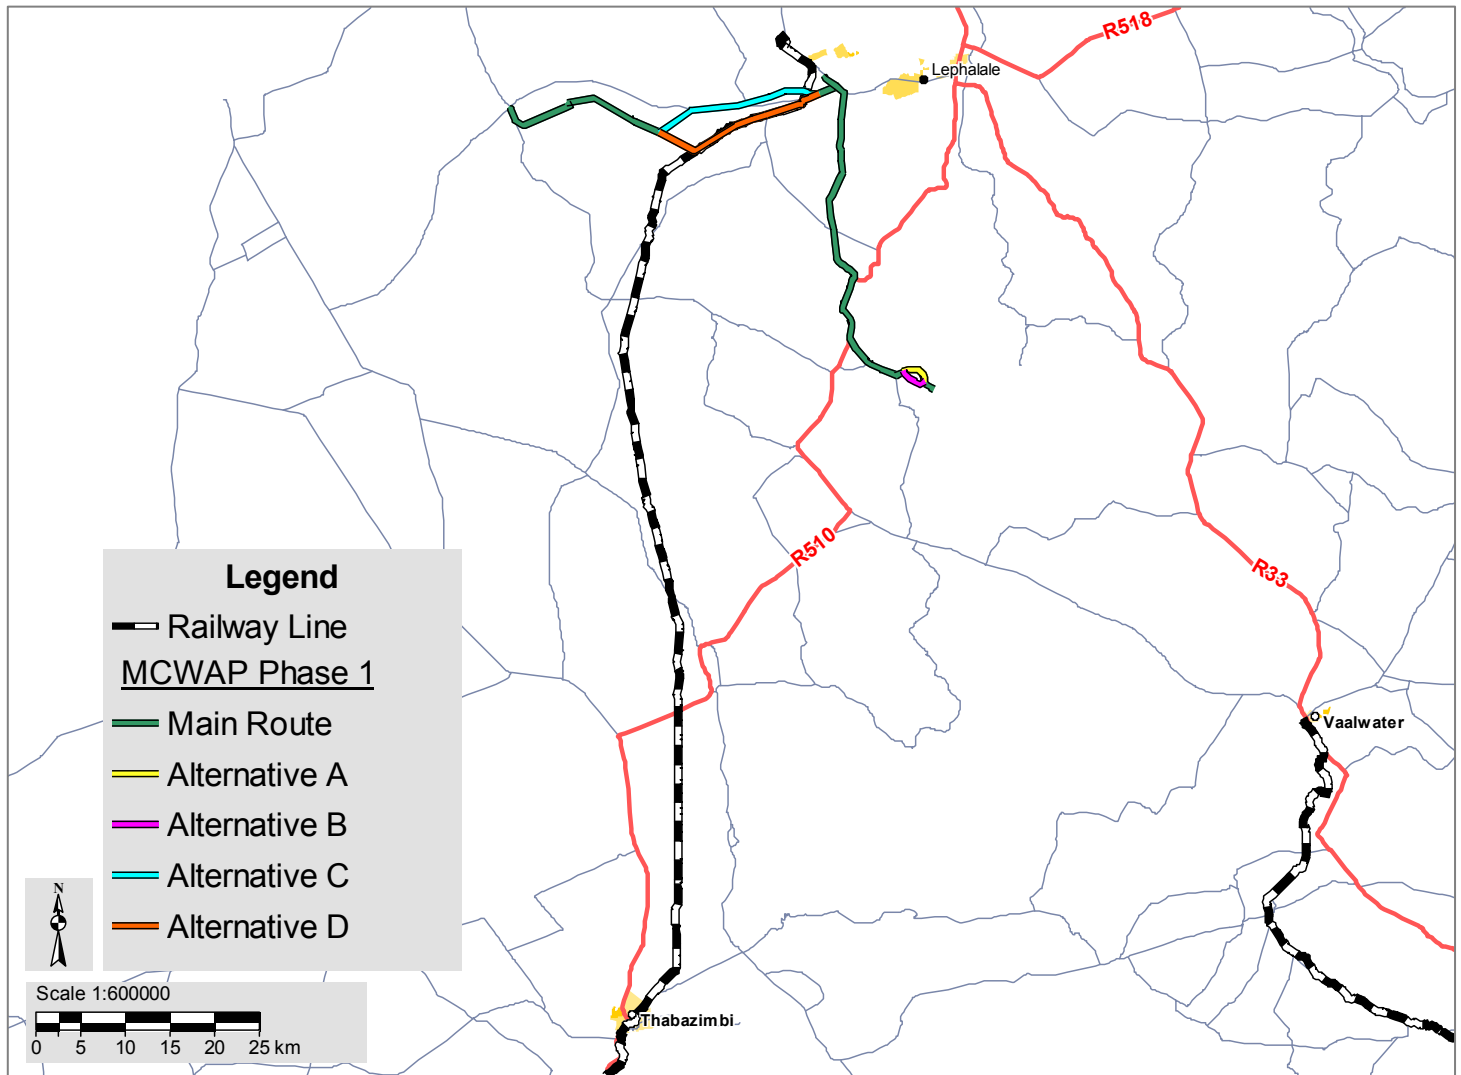 R518
Lephalale
R510
R33
Vaalwater
Thabazimbi
Legend
Railway Line
MCWAP Phase 1
Main Route
Alternative A
Alternative B
Alternative C
Alternative D
N
Scale 1:600000
0 5 10 15 20 25 km